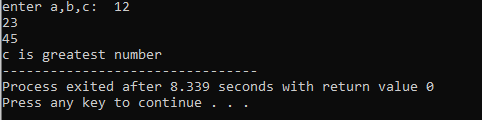 enter a,b,c:  12
23
45
c is greatest number
--------------------------------
Process exited after 8.339 seconds with return value 0
Press any key to continue . . .